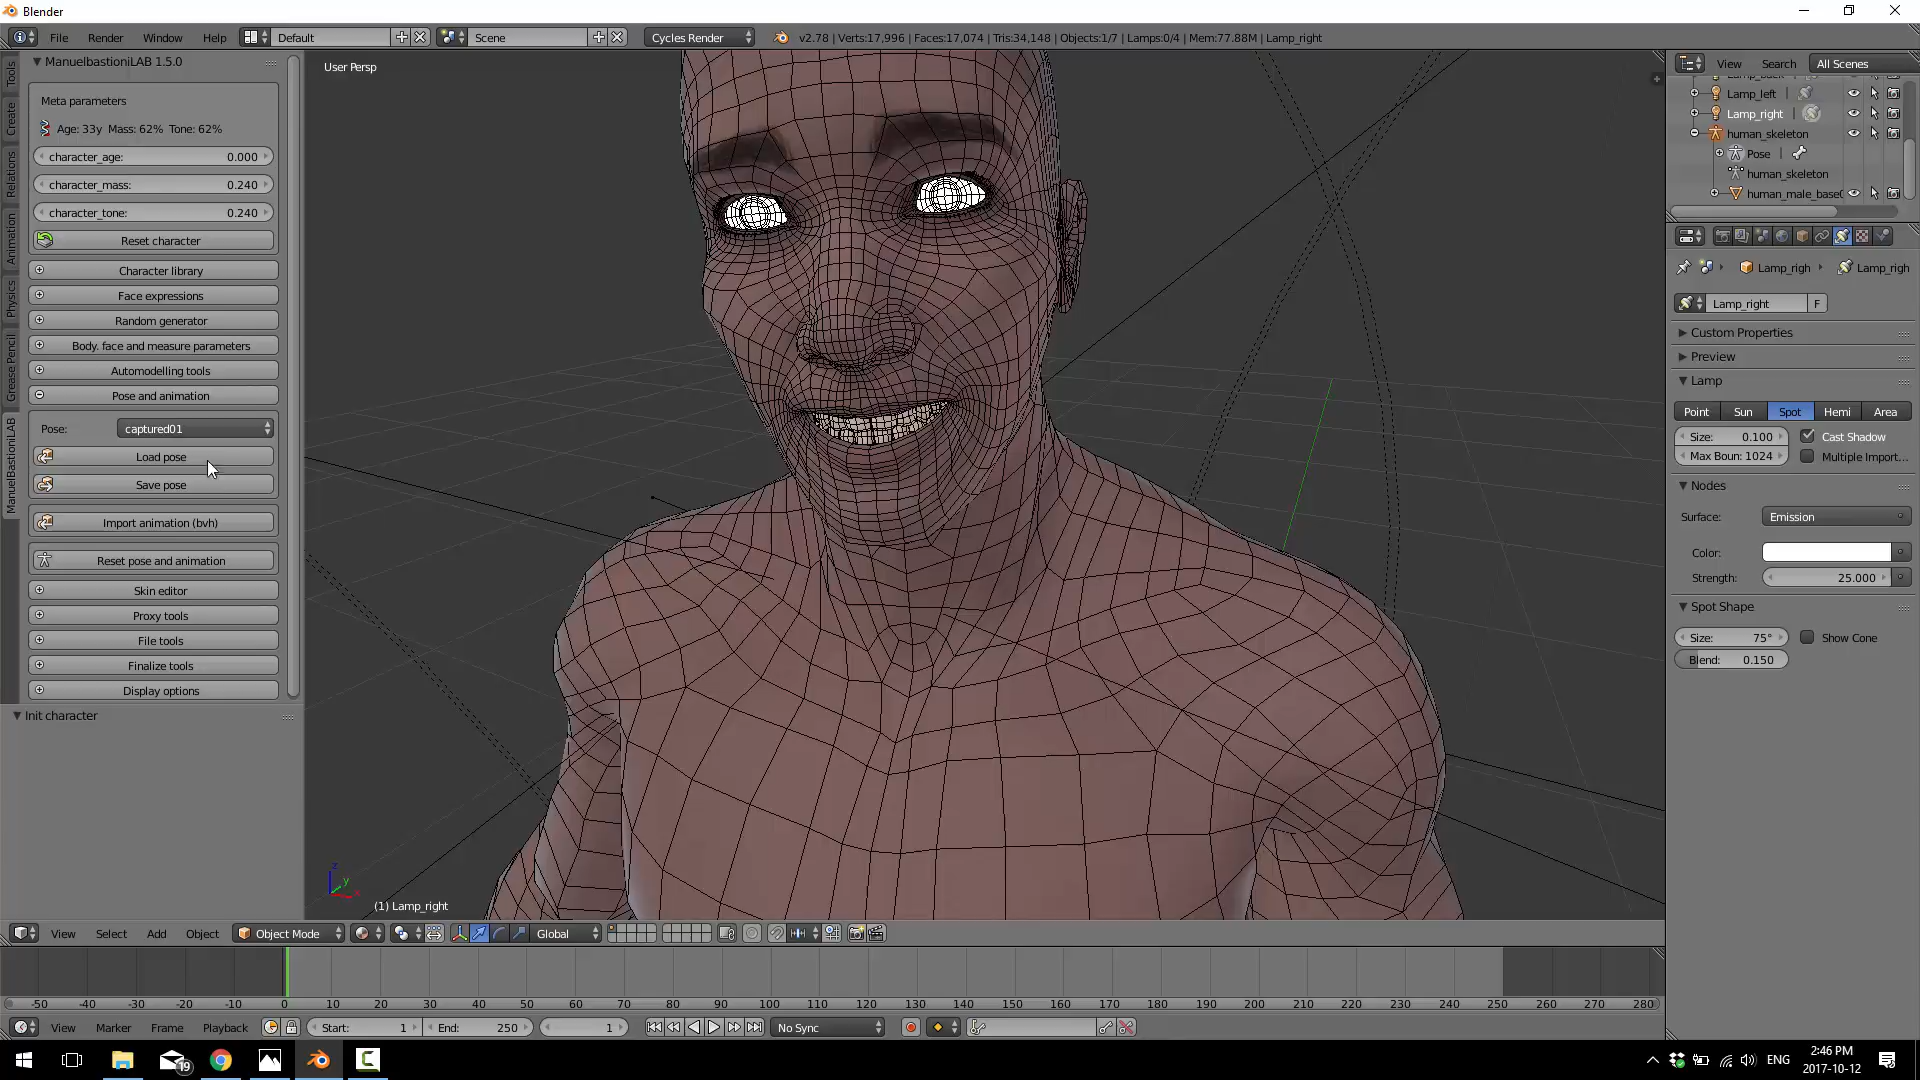 Blender
File Render Window Help Default Scene Cycles Render v2.78 | Verts:17,996 | Faces:17,074 | Tris:34,148 | Objects:1/7 | Lamps:0/4 | Mem:77.88M | Lamp_right
ManuelbastioniLAB 1.5.0
Meta parameters
Age: 33y Mass: 62% Tone: 62%
character_age: 0.000
character_mass: 0.240
character_tone: 0.240
Reset character
Character library
Face expressions
Random generator
Body. face and measure parameters
Automodelling tools
Pose and animation
Pose: captured01
Load pose
Save pose
Import animation (bvh)
Reset pose and animation
Skin editor
Proxy tools
File tools
Finalize tools
Display options
Init character
Tools
Create
Relations
Animation
Physics
Grease Pencil
ManuelBastioniLAB
User Persp
(1) Lamp_right
View Search All Scenes
Lamp_back
Lamp_left
Lamp_right
human_skeleton
Pose
human_skeleton
human_male_base
Lamp_righ Lamp_righ
Lamp_right F
Custom Properties
Preview
Lamp
Point Sun Spot Hemi Area
Size: 0.100 Cast Shadow
Max Boun: 1024 Multiple Import...
Nodes
Surface: Emission
Color:
Strength: 25.000
Spot Shape
Size: 75° Show Cone
Blend: 0.150
View Select Add Object Object Mode Global
-50 -40 -30 -20 -10 0 10 20 30 40 50 60 70 80 90 100 110 120 130 140 150 160 170 180 190 200 210 220 230 240 250 260 270 280
View Marker Frame Playback Start: 1 End: 250 1 No Sync
19
ENG
2:46 PM
2017-10-12